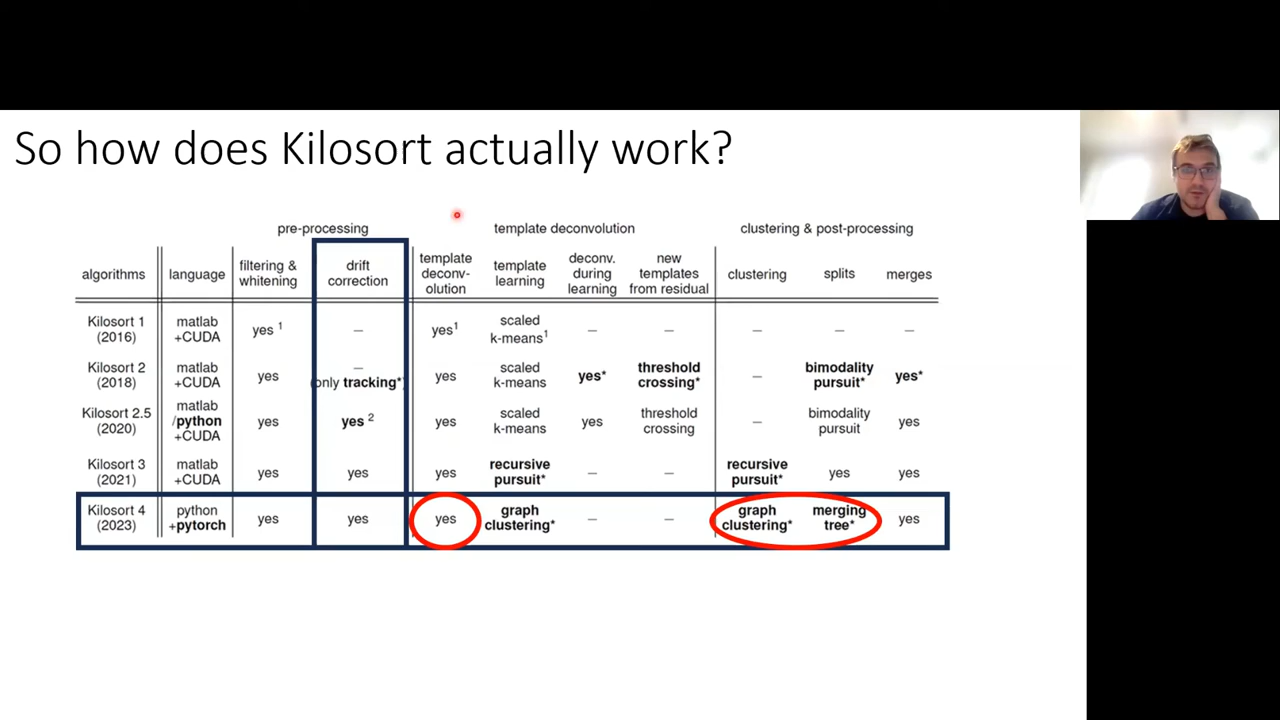 So how does Kilosort actually work?
pre-processing template deconvolution clustering & post-processing
algorithms language filtering & whitening drift correction template deconv-olution template learning deconv. during learning new templates from residual clustering splits merges
Kilosort 1 (2016) matlab +CUDA yes 1 — yes1 scaled k-means1 — — — — —
Kilosort 2 (2018) matlab +CUDA yes — (only tracking*) yes scaled k-means yes* threshold crossing* — bimodality pursuit* yes*
Kilosort 2.5 (2020) matlab /python +CUDA yes yes 2 yes scaled k-means yes threshold crossing — bimodality pursuit yes
Kilosort 3 (2021) matlab +CUDA yes yes yes recursive pursuit* — — recursive pursuit* yes yes
Kilosort 4 (2023) python +pytorch yes yes yes graph clustering* — — graph clustering* merging tree* yes